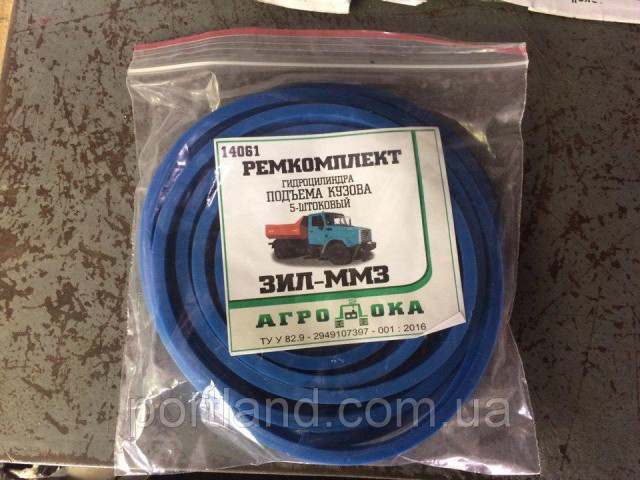 14061
РЕМКОМПЛЕКТ
ГИДРОЦИЛИНДРА
ПОДЪЕМА КУЗОВА
5-ШТОКОВЫЙ
ЗИЛ-ММЗ
АГРО ДОКА
ТУ У 82.9 - 2949107397 - 001 : 2016
portland.com.ua